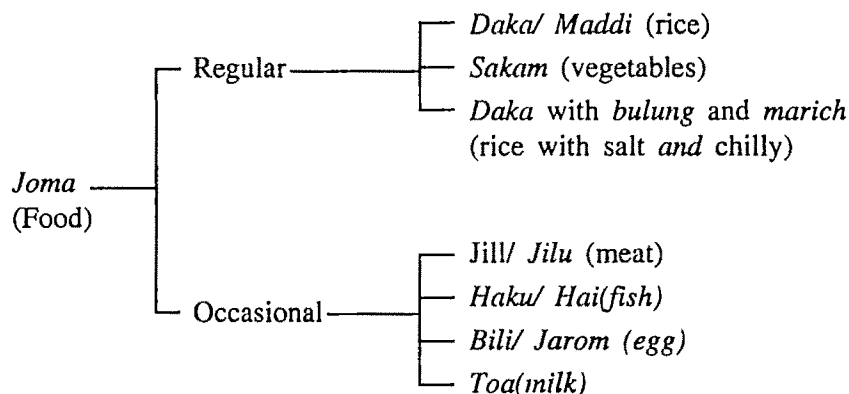 Daka/ Maddi (rice)
Regular
Sakam (vegetables)
Daka with bulung and marich
(rice with salt and chilly)
Joma
(Food)
Jill/ Jilu (meat)
Haku/ Hai(fish)
Occasional
Bili/ Jarom (egg)
Toa(milk)